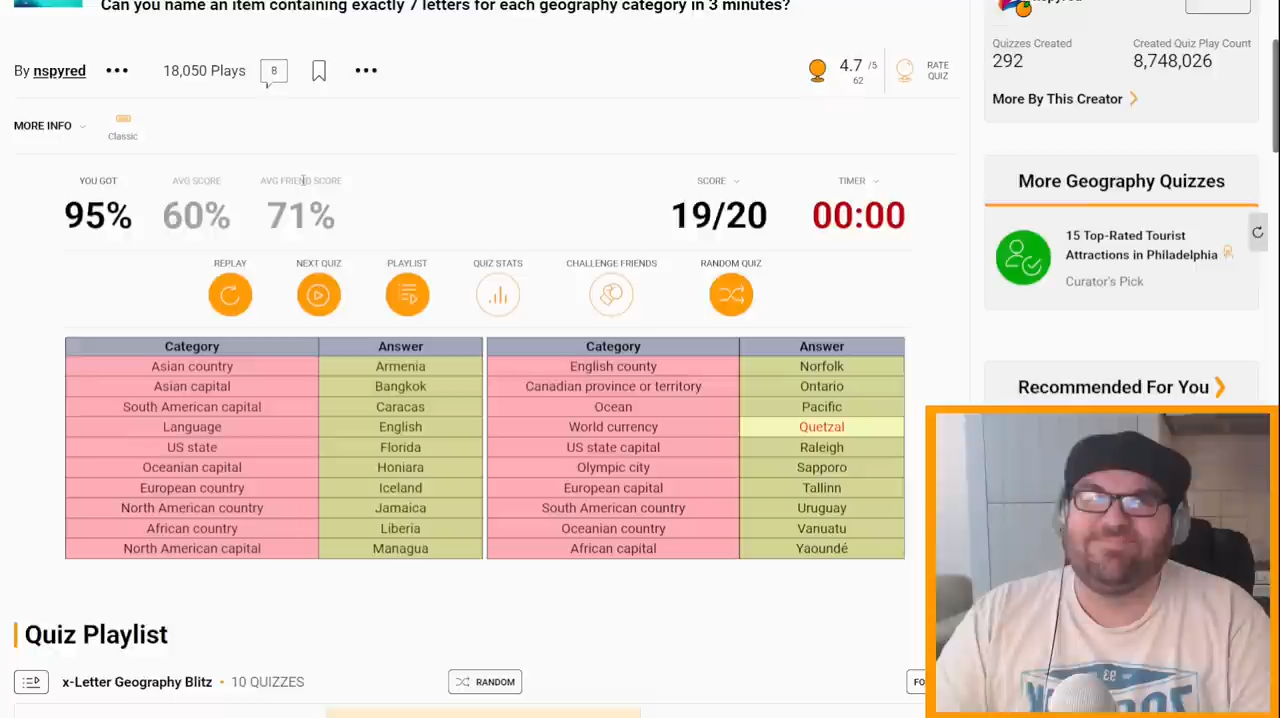 Can you name an item containing exactly 7 letters for each geography category in 3 minutes?
By nspyred ••• 18,050 Plays 8 •••
4.7 /5
62
RATE
QUIZ
MORE INFO
Classic
YOU GOT AVG SCORE AVG FRIEND SCORE SCORE TIMER
95% 60% 71% 19/20 00:00
REPLAY NEXT QUIZ PLAYLIST QUIZ STATS CHALLENGE FRIENDS RANDOM QUIZ
Category Answer Category Answer
Asian country Armenia English county Norfolk
Asian capital Bangkok Canadian province or territory Ontario
South American capital Caracas Ocean Pacific
Language English World currency Quetzal
US state Florida US state capital Raleigh
Oceanian capital Honiara Olympic city Sapporo
European country Iceland European capital Tallinn
North American country Jamaica South American country Uruguay
African country Liberia Oceanian country Vanuatu
North American capital Managua African capital Yaoundé
Quiz Playlist
x-Letter Geography Blitz • 10 QUIZZES RANDOM FO
Quizzes Created Created Quiz Play Count
292 8,748,026
More By This Creator
More Geography Quizzes
15 Top-Rated Tourist
Attractions in Philadelphia
Curator's Pick
Recommended For You